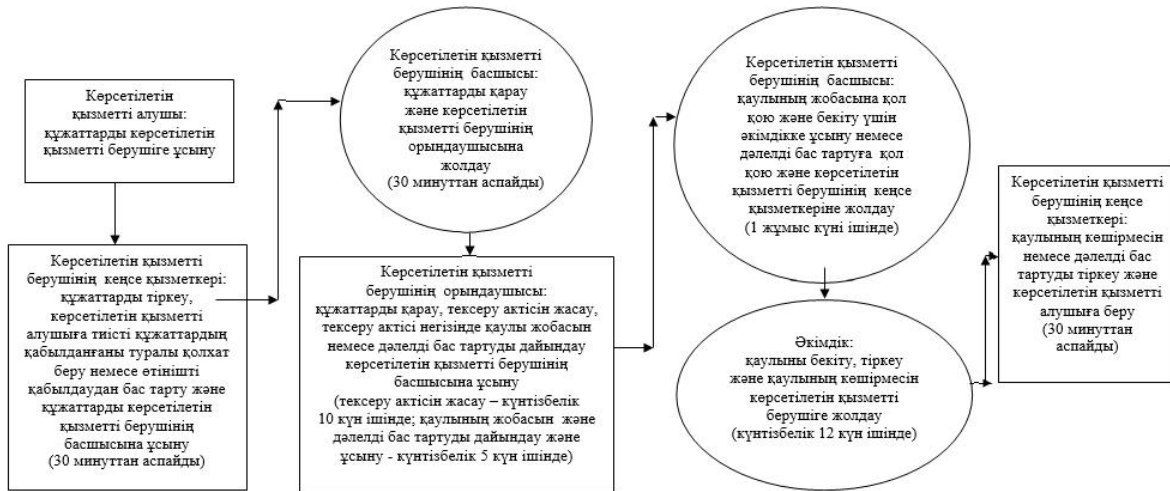 Көрсетілетін
қызметті алушы:
құжаттарды көрсетілетін
қызметті берушіге ұсыну
Көрсетілетін қызметті
берушінің кеңсе қызметкері:
құжаттарды тіркеу,
көрсетілетін қызметті
алушыға тиісті құжаттардың
қабылданғаны туралы қолхат
беру немесе өтінішті
қабылдаудан бас тарту және
құжаттарды көрсетілетін
қызметті берушінің
басшысына ұсыну
(30 минуттан аспайды)
Көрсетілетін қызметті
берушінің басшысы:
құжаттарды қарау
және көрсетілетін
қызметті берушінің
орындаушысына
жолдау
(30 минуттан аспайды)
Көрсетілетін қызметті
берушінің орындаушысы:
құжаттарды қарау, тексеру актісін жасау,
тексеру актісі негізінде қаулы жобасын
немесе дәлелді бас тартуды дайындау
көрсетілетін қызметті берушінің
басшысына ұсыну
(тексеру актісін жасау – күнтізбелік
10 күн ішінде; қаулының жобасын және
дәлелді бас тартуды дайындау және
ұсыну - күнтізбелік 5 күн ішінде)
Көрсетілетін қызметті
берушінің басшысы:
қаулының жобасына қол
қою және бекіту үшін
әкімдікке ұсыну немесе
дәлелді бас тартуға қол
қою және көрсетілетін
қызметті берушінің кеңсе
қызметкеріне жолдау
(1 жұмыс күні ішінде)
Әкімдік:
қаулыны бекіту, тіркеу
және қаулының көшірмесін
көрсетілетін қызметті
берушіге жолдау
(күнтізбелік 12 күн ішінде)
Көрсетілетін қызметті
берушінің кеңсе
қызметкері:
қаулының көшірмесін
немесе дәлелді бас
тартуды тіркеу және
көрсетілетін қызметті
алушыға беру
(30 минуттан
аспайды)